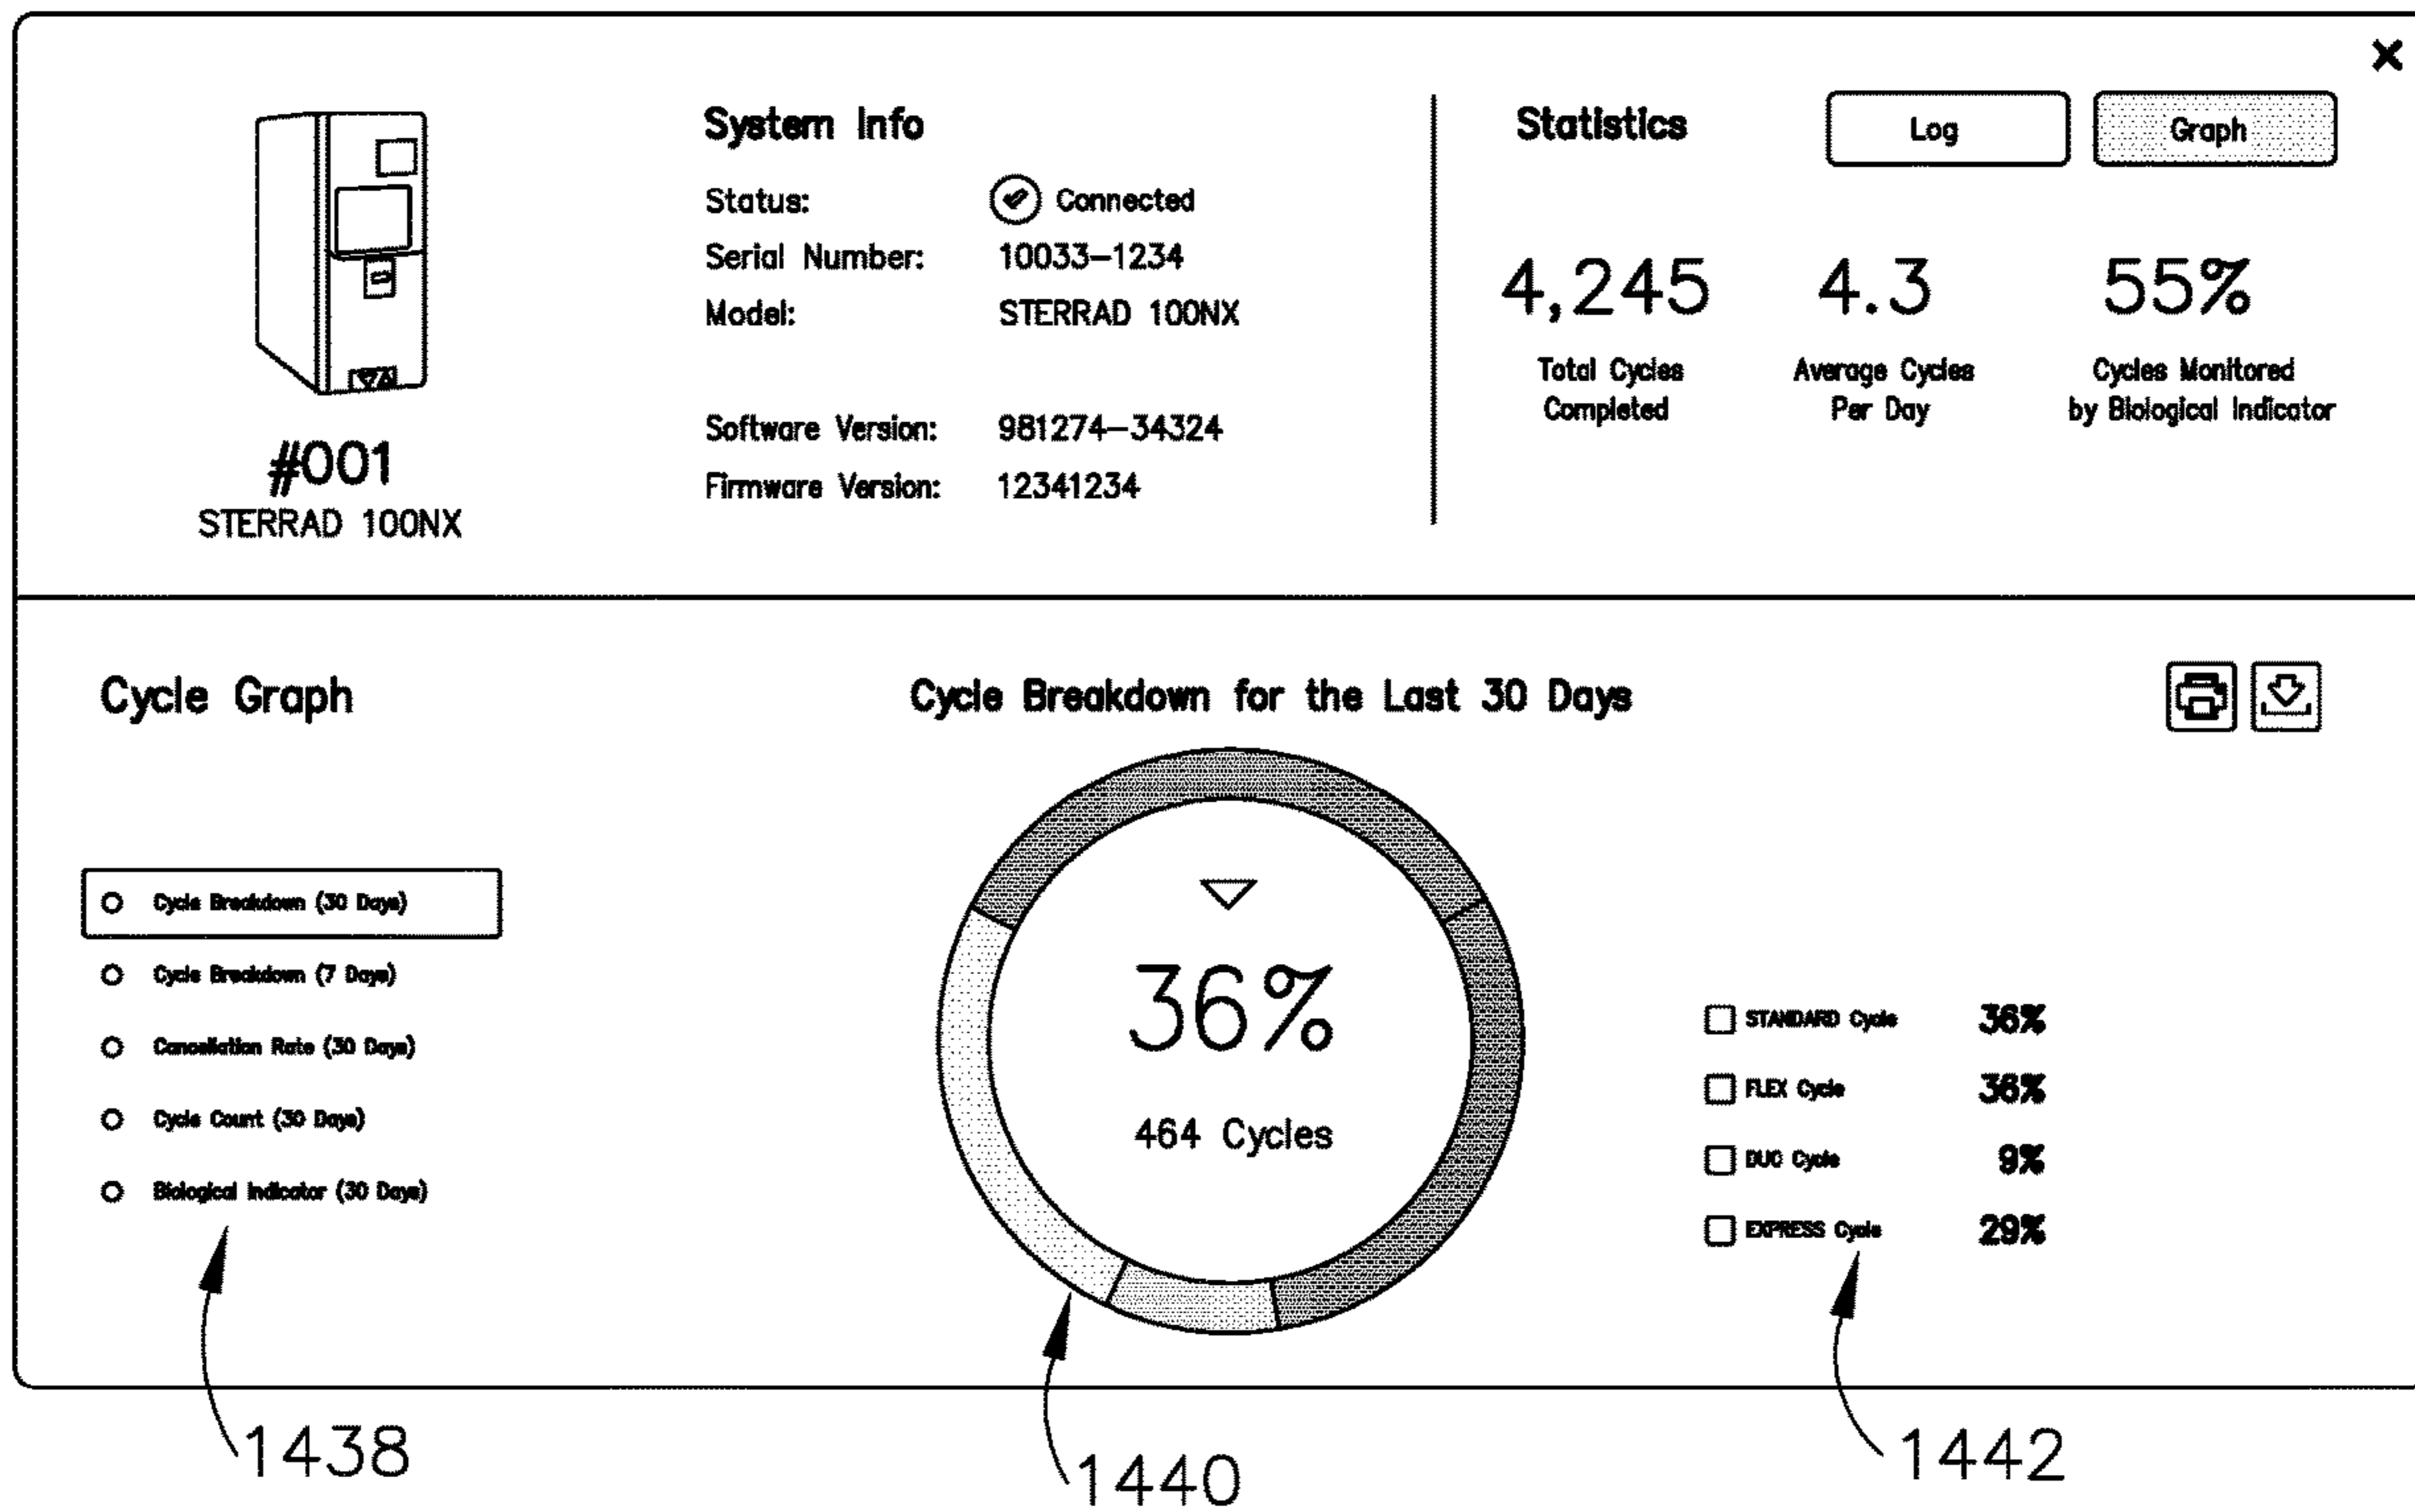 ×
#001
STERRAD 100NX
System Info
Status: Connected
Serial Number: 10033-1234
Model: STERRAD 100NX
Software Version: 981274-34324
Firmware Version: 12341234
Statistics
Log
Graph
4,245
Total Cycles
Completed
4.3
Average Cycles
Per Day
55%
Cycles Monitored
by Biological Indicator
Cycle Graph
Cycle Breakdown (30 Days)
Cycle Breakdown (7 Days)
Cancellation Rate (30 Days)
Cycle Count (30 Days)
Biological Indicator (30 Days)
Cycle Breakdown for the Last 30 Days
36%
464 Cycles
STANDARD Cycle 36%
FLEX Cycle 36%
DUO Cycle 9%
EXPRESS Cycle 29%
1438
1440
1442